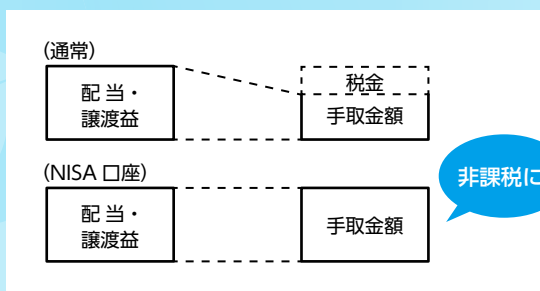 (通常)
配当・
譲渡益
税金
手取金額
(NISA 口座)
配当・
譲渡益
手取金額
非課税に